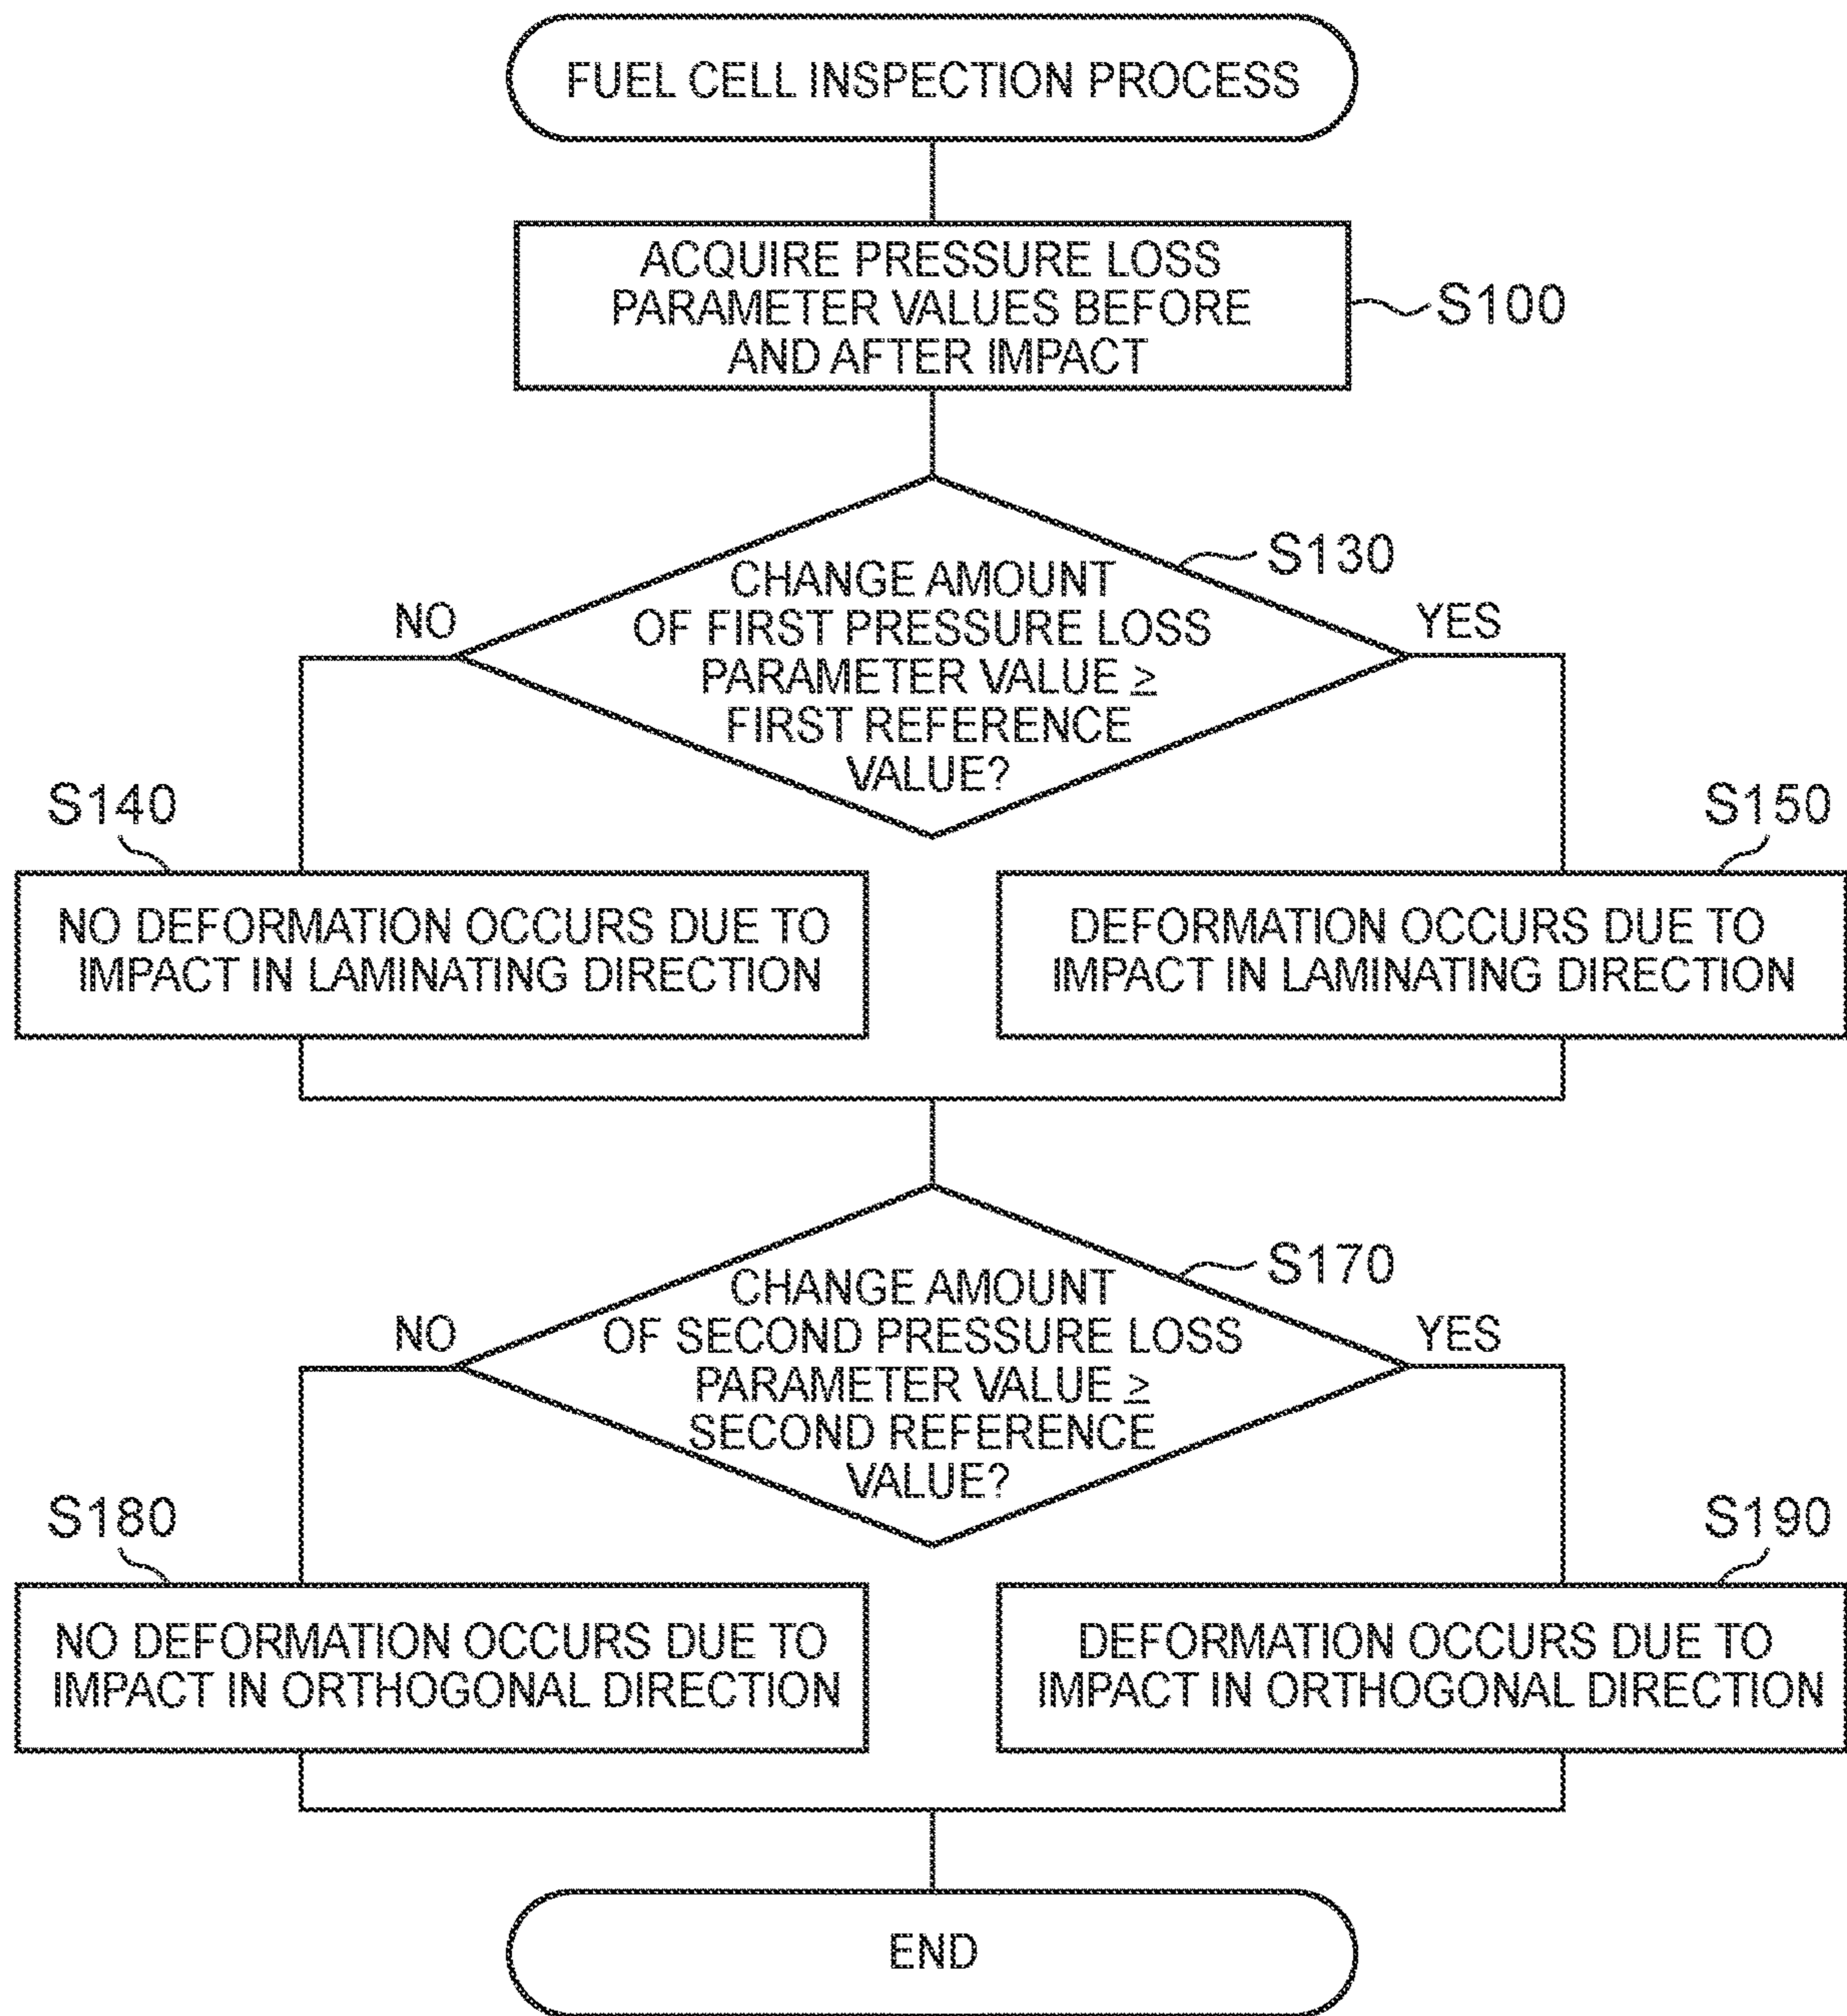 FUEL CELL INSPECTION PROCESS
ACQUIRE PRESSURE LOSS
PARAMETER VALUES BEFORE
AND AFTER IMPACT
S100
S130
CHANGE AMOUNT
OF FIRST PRESSURE LOSS
PARAMETER VALUE ≥
FIRST REFERENCE
VALUE?
NO
YES
S140
NO DEFORMATION OCCURS DUE TO
IMPACT IN LAMINATING DIRECTION
S150
DEFORMATION OCCURS DUE TO
IMPACT IN LAMINATING DIRECTION
S170
CHANGE AMOUNT
OF SECOND PRESSURE LOSS
PARAMETER VALUE ≥
SECOND REFERENCE
VALUE?
NO
YES
S180
NO DEFORMATION OCCURS DUE TO
IMPACT IN ORTHOGONAL DIRECTION
S190
DEFORMATION OCCURS DUE TO
IMPACT IN ORTHOGONAL DIRECTION
END